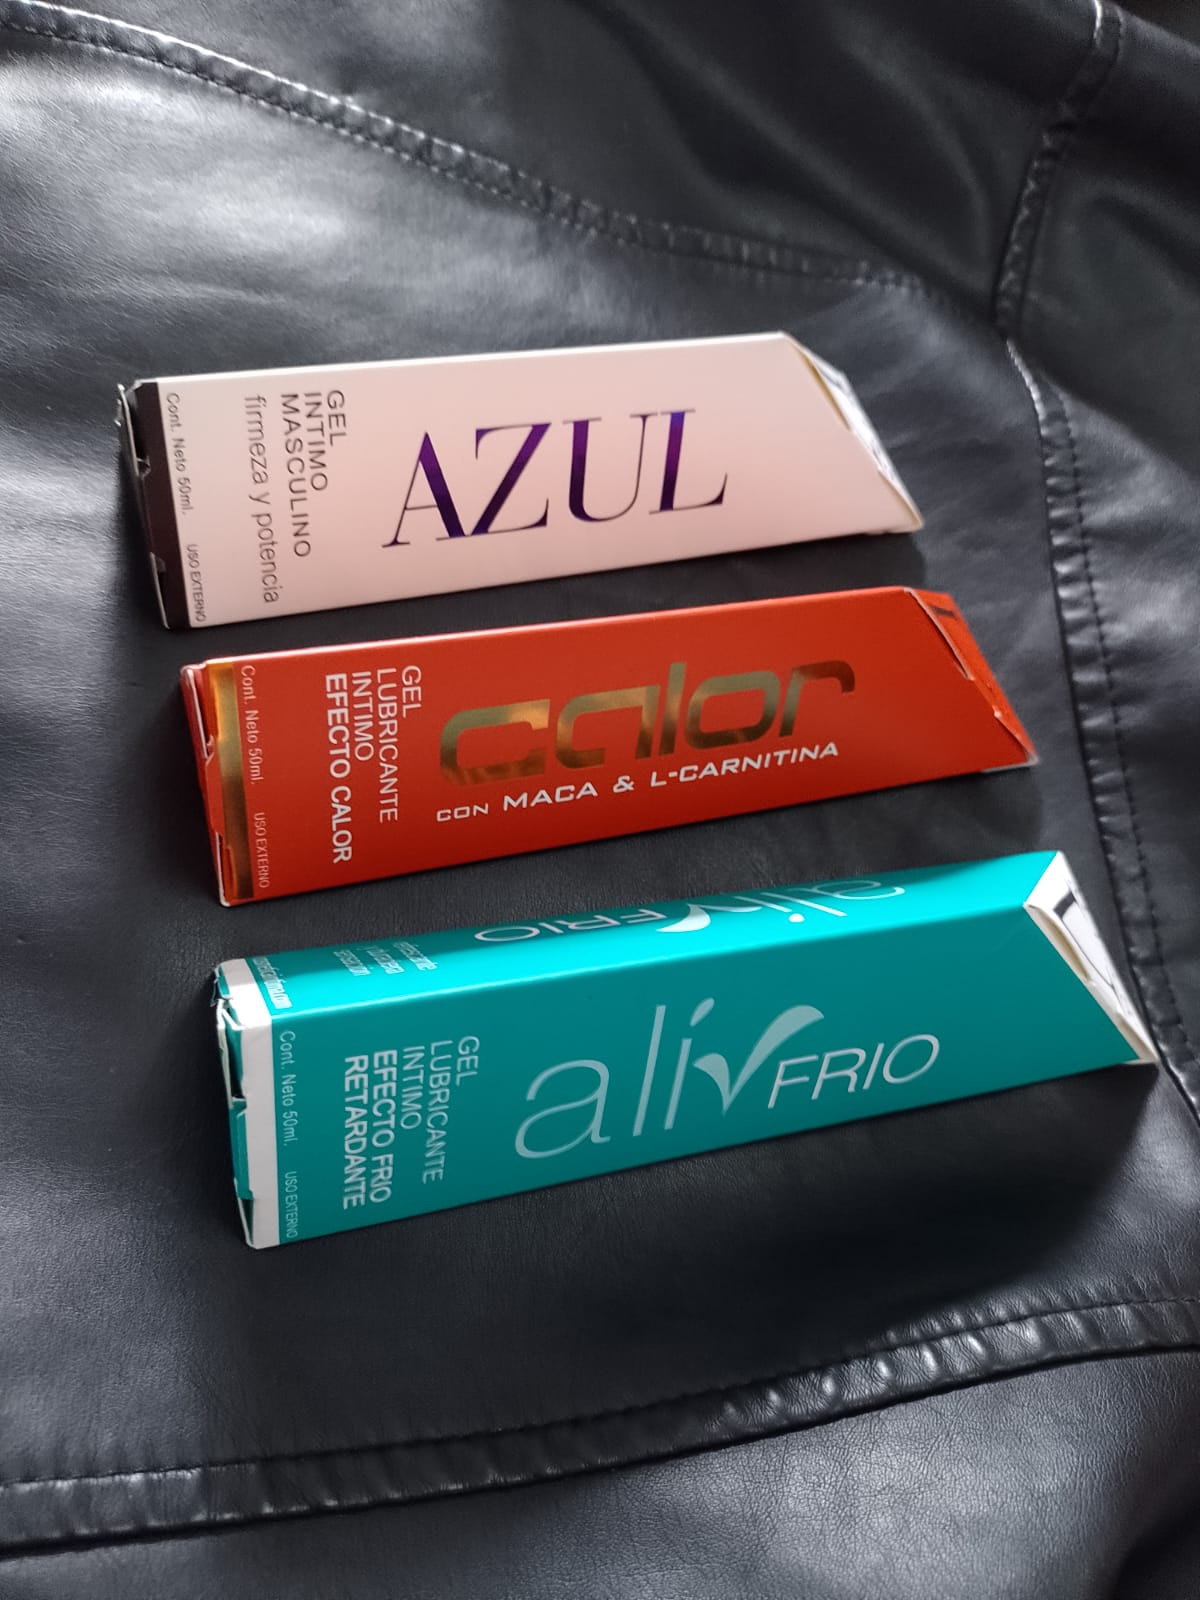 AZUL
GEL
INTIMO
MASCULINO
firmeza y potencia
Cont. Neto 50ml.
USO EXTERNO
calor
CON MACA & L-CARNITINA
GEL
LUBRICANTE
INTIMO
EFECTO CALOR
Cont. Neto 50ml.
USO EXTERNO
aliv FRIO
aliv FRIO
GEL
LUBRICANTE
INTIMO
EFECTO FRIO
RETARDANTE
Cont. Neto 50ml.
USO EXTERNO